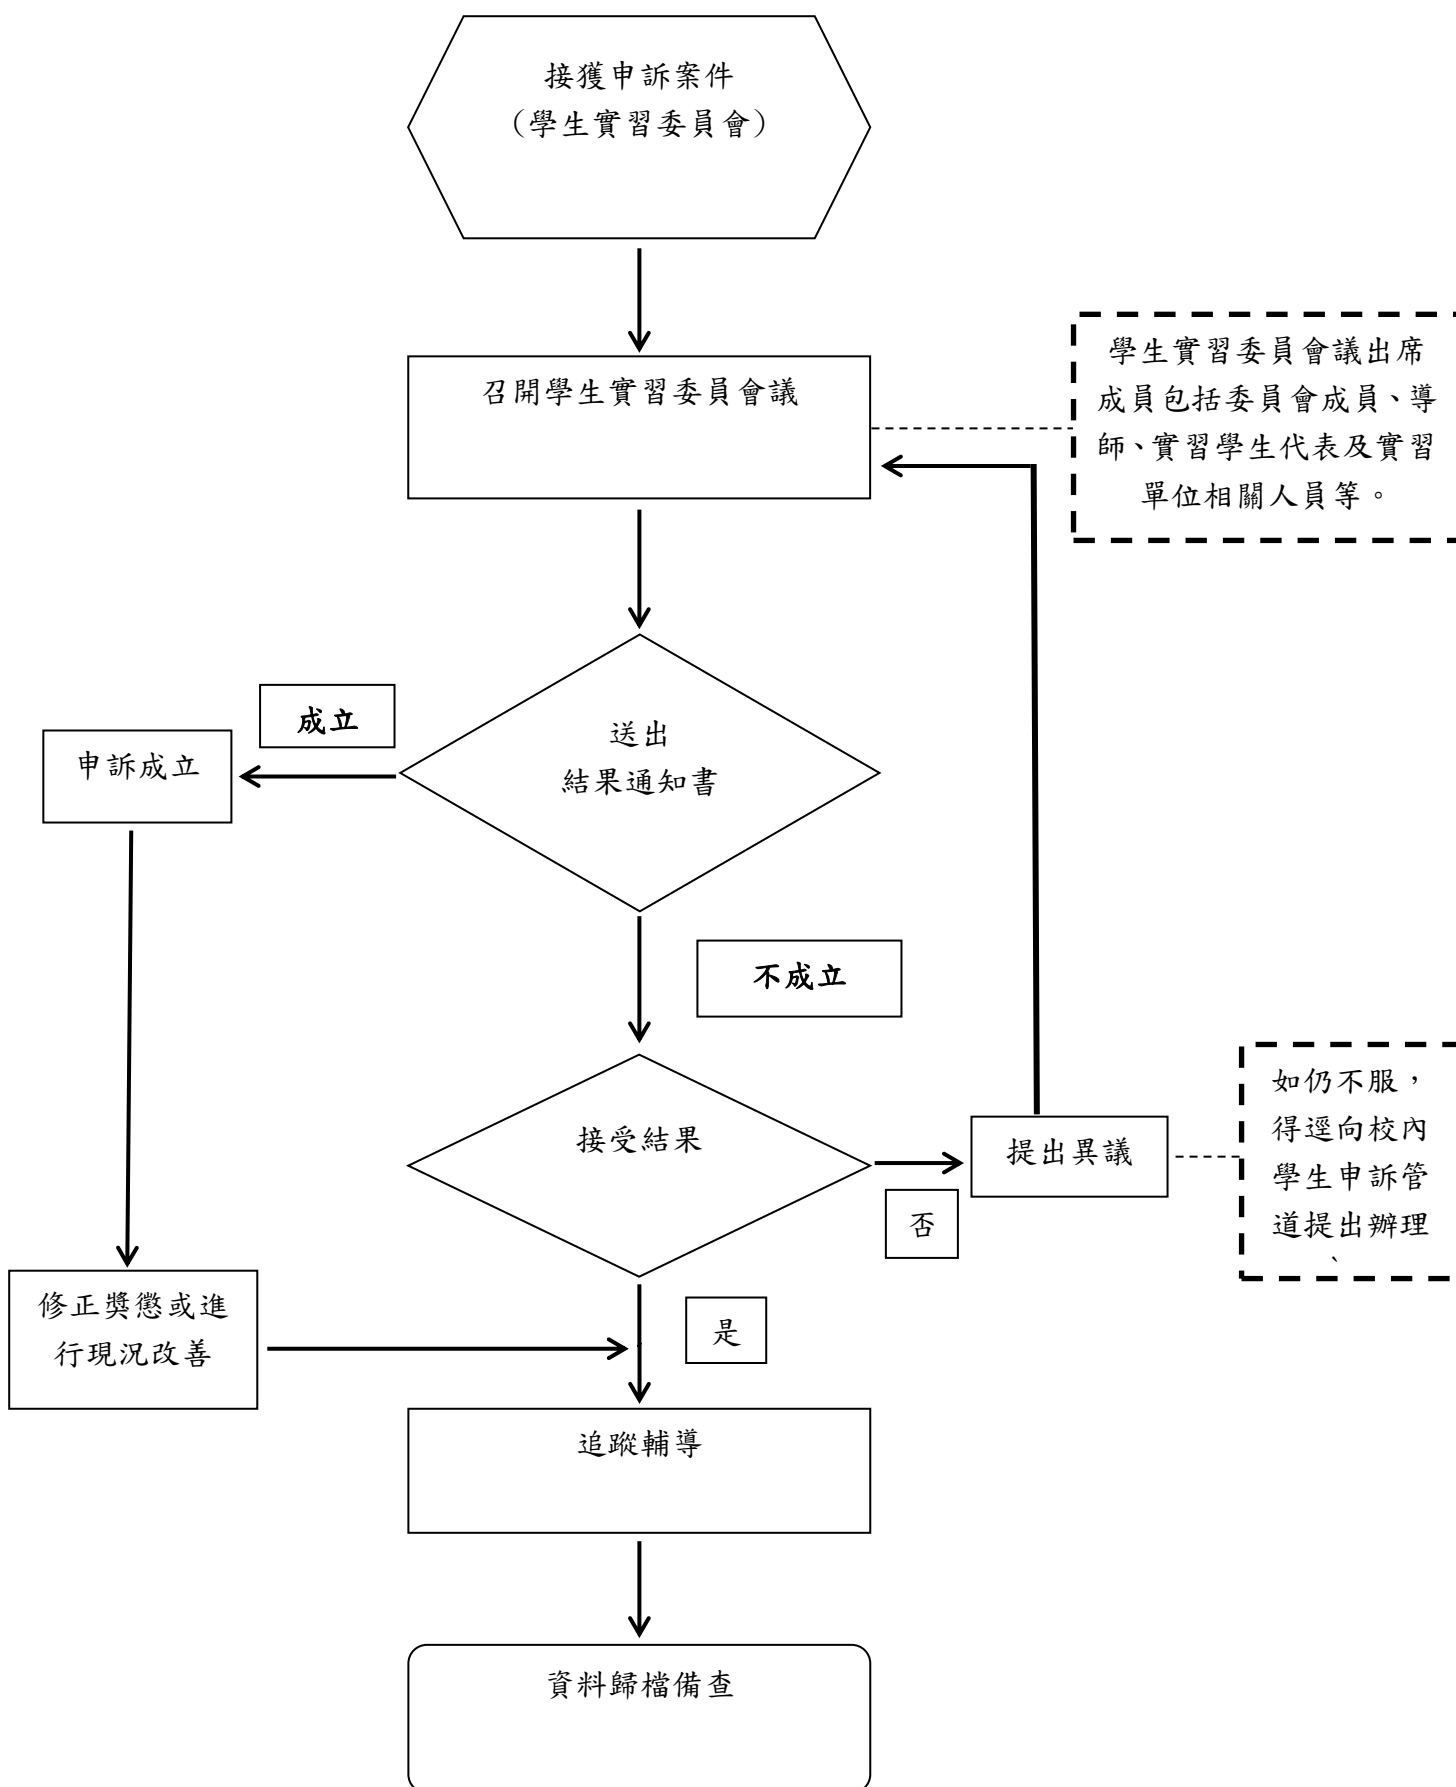 接獲申訴案件
（學生實習委員會）
召開學生實習委員會議
學生實習委員會議出席
成員包括委員會成員、導
師、實習學生代表及實習
單位相關人員等。
成立
申訴成立
送出
結果通知書
不成立
接受結果
提出異議
否
如仍不服，
得逕向校內
學生申訴管
道提出辦理
、
修正獎懲或進
行現況改善
是
追蹤輔導
資料歸檔備查